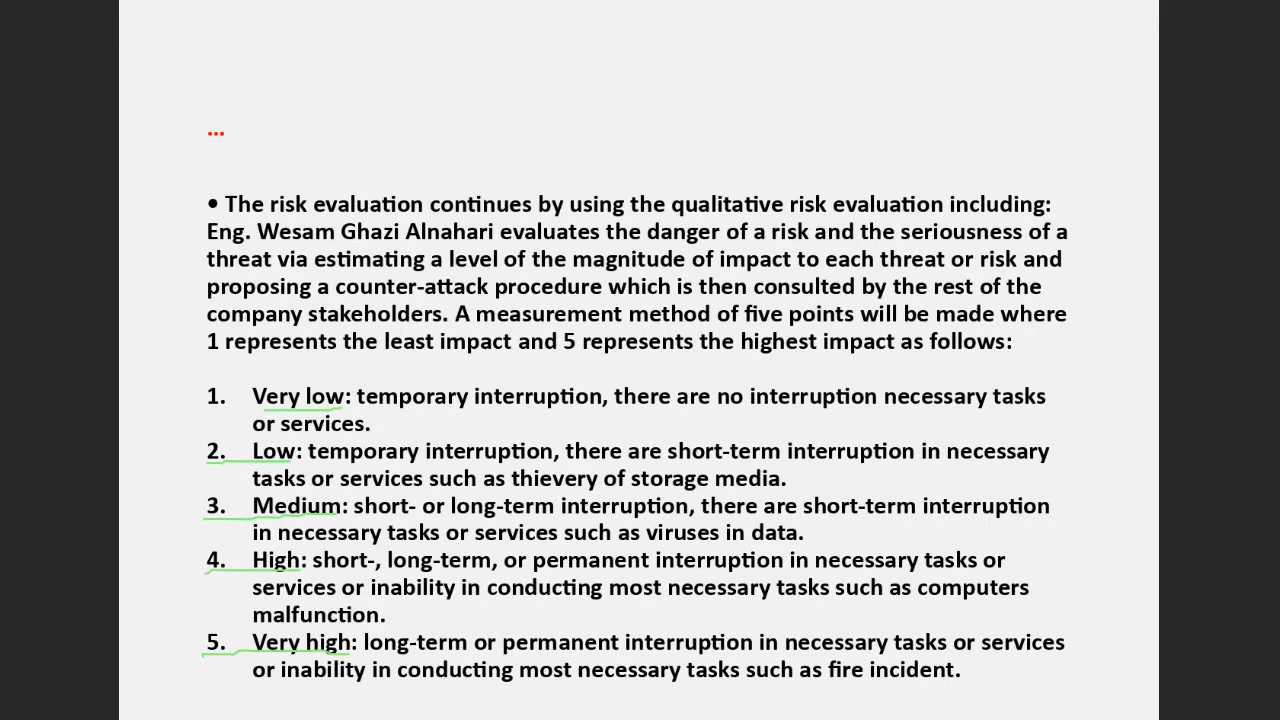 ...
• The risk evaluation continues by using the qualitative risk evaluation including:
Eng. Wesam Ghazi Alnahari evaluates the danger of a risk and the seriousness of a
threat via estimating a level of the magnitude of impact to each threat or risk and
proposing a counter-attack procedure which is then consulted by the rest of the
company stakeholders. A measurement method of five points will be made where
1 represents the least impact and 5 represents the highest impact as follows:
1. Very low: temporary interruption, there are no interruption necessary tasks
or services.
2. Low: temporary interruption, there are short-term interruption in necessary
tasks or services such as thievery of storage media.
3. Medium: short- or long-term interruption, there are short-term interruption
in necessary tasks or services such as viruses in data.
4. High: short-, long-term, or permanent interruption in necessary tasks or
services or inability in conducting most necessary tasks such as computers
malfunction.
5. Very high: long-term or permanent interruption in necessary tasks or services
or inability in conducting most necessary tasks such as fire incident.